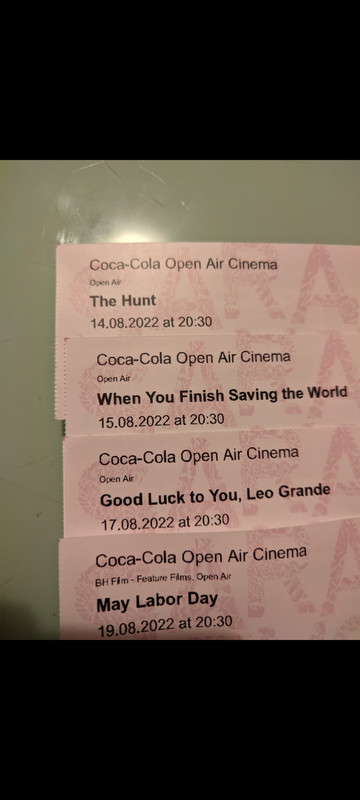 Coca-Cola Open Air Cinema
Open Air
The Hunt
14.08.2022 at 20:30
Coca-Cola Open Air Cinema
Open Air
When You Finish Saving the World
15.08.2022 at 20:30
Coca-Cola Open Air Cinema
Open Air
Good Luck to You, Leo Grande
17.08.2022 at 20:30
Coca-Cola Open Air Cinema
BH Film - Feature Films, Open Air
May Labor Day
19.08.2022 at 20:30